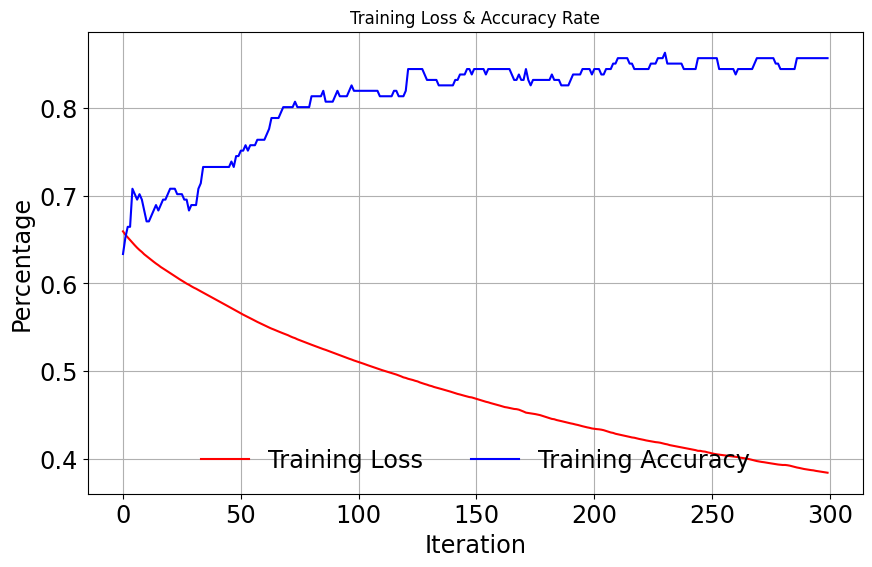 Training Loss & Accuracy Rate
Percentage
0.8
0.7
0.6
0.5
0.4
Training Loss Training Accuracy
0 50 100 150 200 250 300
Iteration